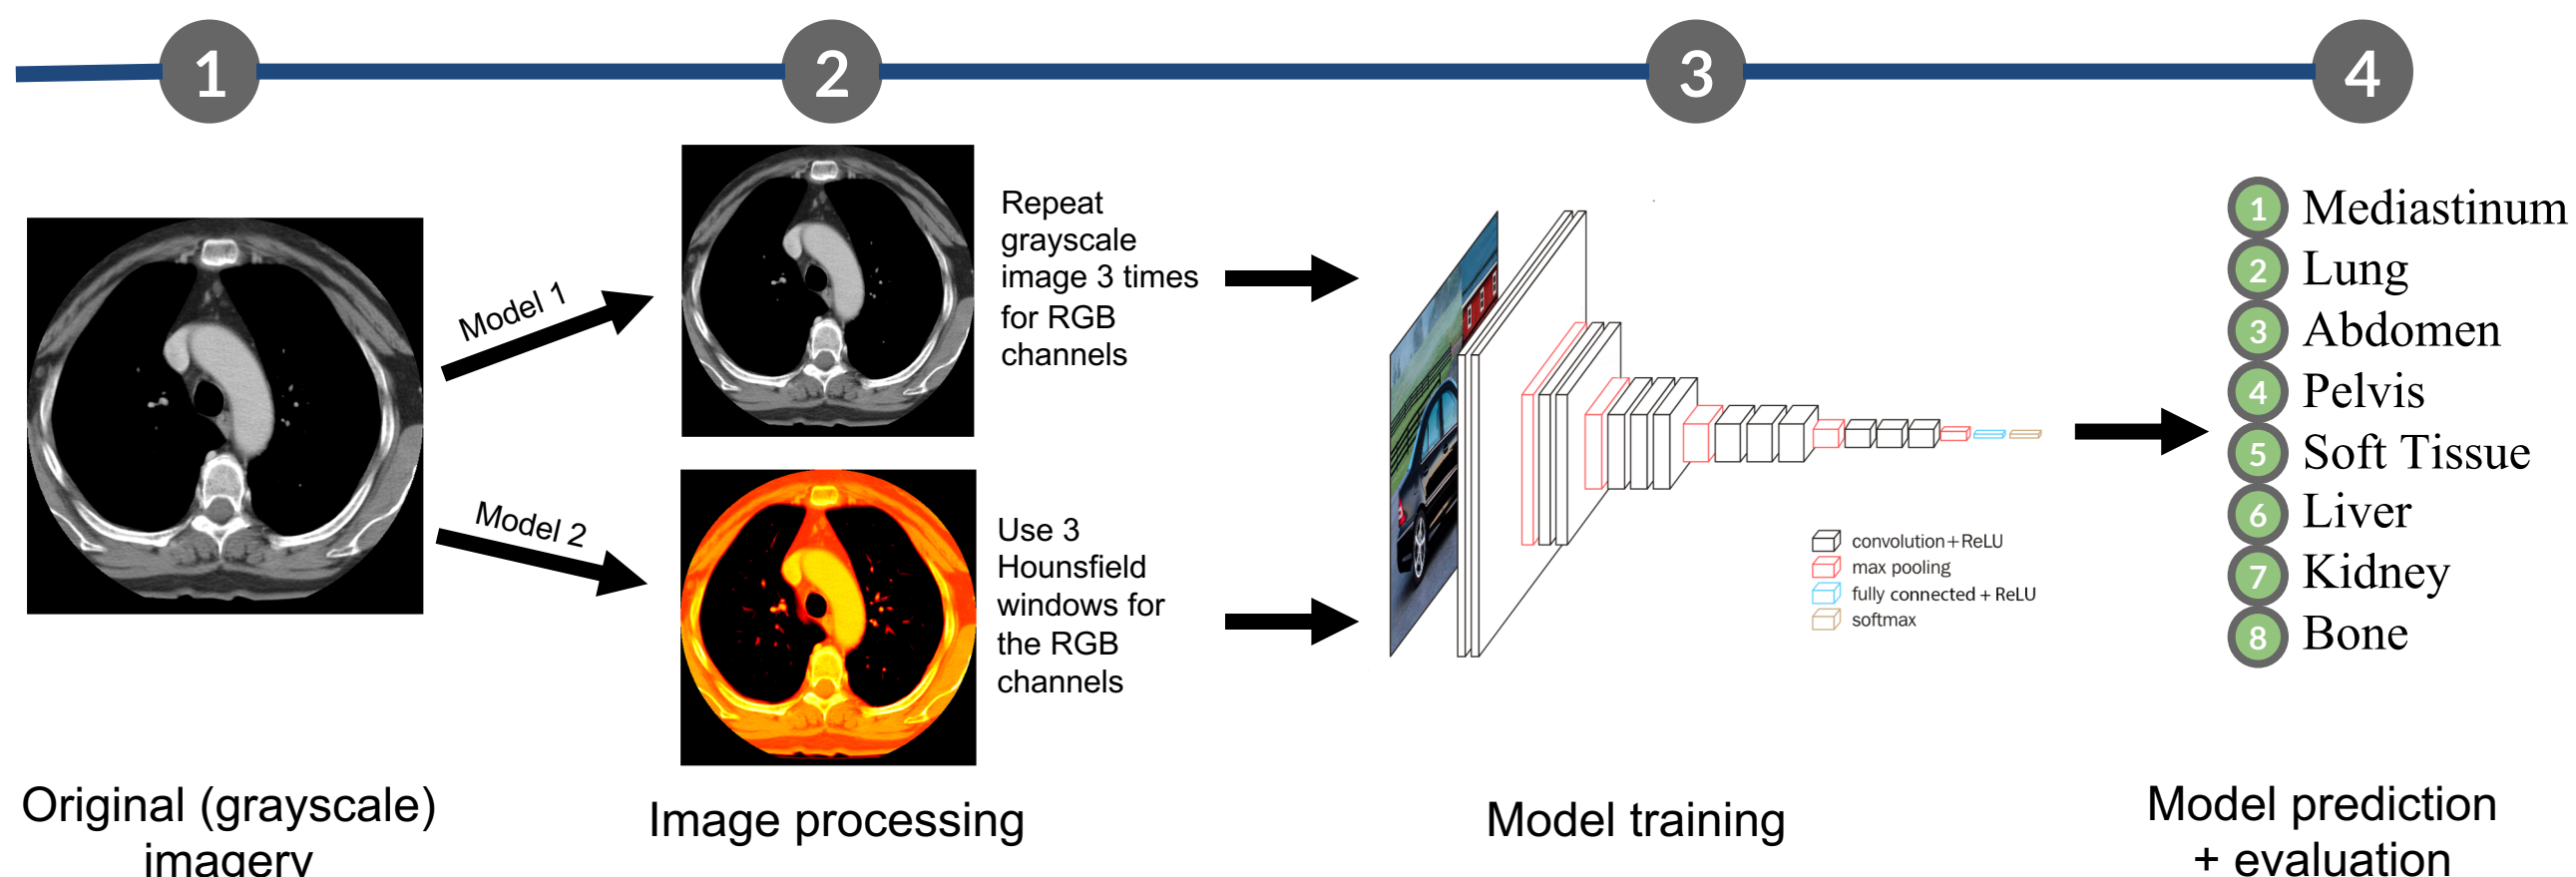 1
2
3
4
Model 1
Model 2
Repeat
grayscale
image 3 times
for RGB
channels
Use 3
Hounsfield
windows for
the RGB
channels
convolution+ReLU
max pooling
fully connected + ReLU
softmax
1 Mediastinum
2 Lung
3 Abdomen
4 Pelvis
5 Soft Tissue
6 Liver
7 Kidney
8 Bone
Original (grayscale)
imagery
Image processing
Model training
Model prediction
+ evaluation